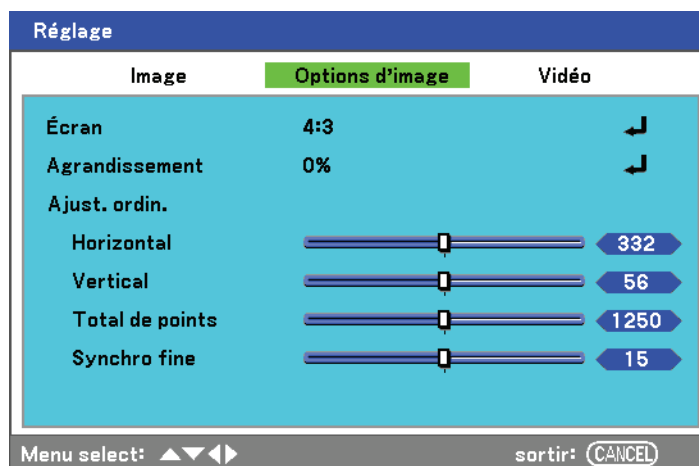 Réglage
Image Options d'image Vidéo
Écran 4:3
Agrandissement 0%
Ajust. ordin.
Horizontal 332
Vertical 56
Total de points 1250
Synchro fine 15
Menu select: ▲▼◀▶ sortir: CANCEL